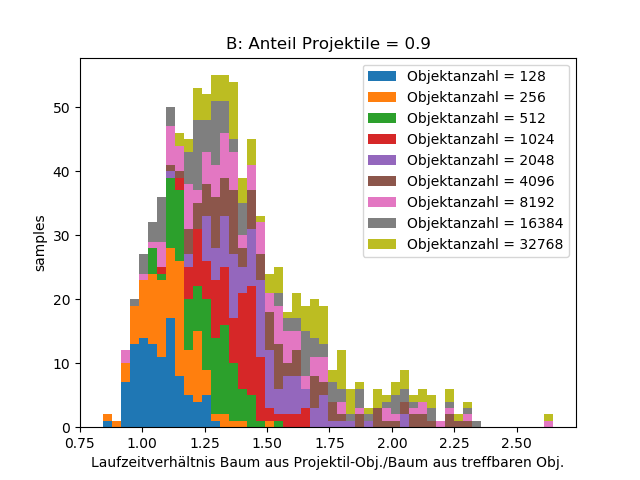 B: Anteil Projektile = 0.9
samples
50
40
30
20
10
0
0.75 1.00 1.25 1.50 1.75 2.00 2.25 2.50
Laufzeitverhältnis Baum aus Projektil-Obj./Baum aus treffbaren Obj.
Objektanzahl = 128
Objektanzahl = 256
Objektanzahl = 512
Objektanzahl = 1024
Objektanzahl = 2048
Objektanzahl = 4096
Objektanzahl = 8192
Objektanzahl = 16384
Objektanzahl = 32768